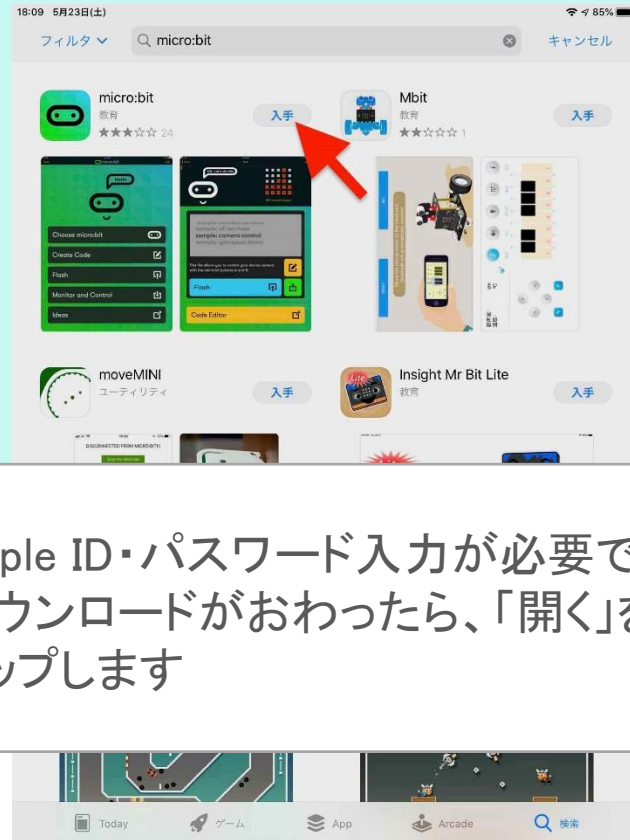 18:09 5月23日(土)
85%
フィルタ
micro:bit
キャンセル
micro:bit
教育
24
入手
Mbit
教育
1
入手
Choose micro:bit
Create Code
Flash
Monitor and Control
Ideas
Flash
Code Editor
moveMINI
ユーティリティ
入手
Lite
Insight Mr Bit Lite
教育
入手
ple ID・パスワード入力が必要で
ウンロードがおわったら、「開く」を
ップします
Today
ゲーム
App
Arcade
検索